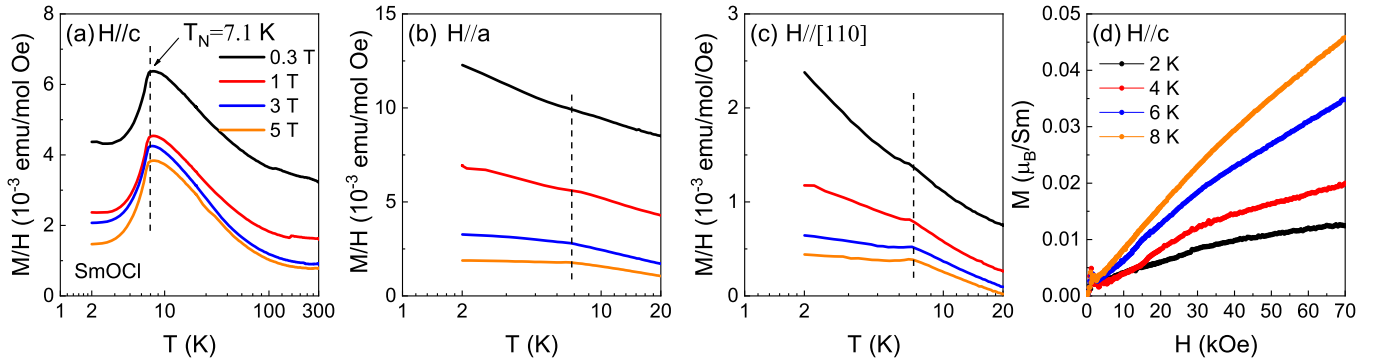 (a) H//c
T_N=7.1 K
0.3 T
1 T
3 T
5 T
SmOCl
M/H (10⁻³ emu/mol Oe)
0
2
4
6
8
1
2
10
100
300
T (K)
(b) H//a
M/H (10⁻³ emu/mol Oe)
0
5
10
15
1
2
10
20
T (K)
(c) H//[110]
M/H (10⁻³ emu/mol/Oe)
0
1
2
3
1
2
10
20
T (K)
(d) H//c
2 K
4 K
6 K
8 K
M (μ_B/Sm)
0.00
0.01
0.02
0.03
0.04
0.05
0
10
20
30
40
50
60
70
H (kOe)